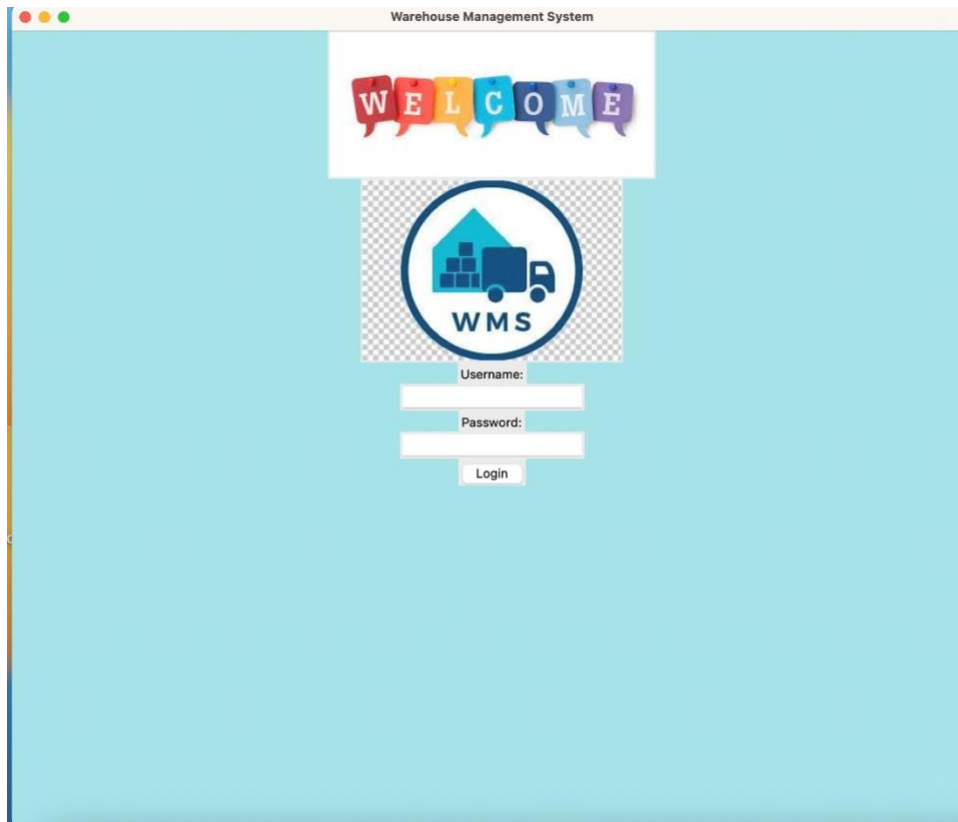 Warehouse Management System
WELCOME
WMS
Username:
Password:
Login